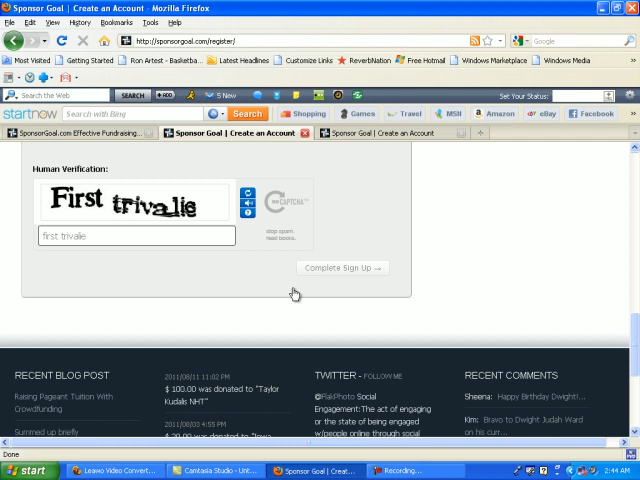 Sponsor Goal | Create an Account - Mozilla Firefox
File Edit View History Bookmarks Tools Help
http://sponsorgoal.com/register/
Google
Most Visited Getting Started Ron Artest - Basketba... Latest Headlines Customize Links ReverbNation Free Hotmail Windows Marketplace Windows Media
Search the Web SEARCH +ADD 5 New Set Your Status:
startnow Search with Bing Search Shopping Games Travel MSN Amazon eBay Facebook
SponsorGoal.com Effective Fundraising... Sponsor Goal | Create an Account Sponsor Goal | Create an Account
Human Verification:
First trivalie
CAPTCHA
stop spam.
read books.
first trivalie
Complete Sign Up →
RECENT BLOG POST
Raising Pageant Tuition With
Crowdfunding
Summed up briefly
2011/08/11 11:02 PM
$ 100.00 was donated to "Taylor
Kudalis NHT"
2011/08/03 4:55 PM
$ 20.00 was donated to "Iowa
TWITTER - FOLLOW ME
@FlakPhoto Social
Engagement:The act of engaging
or the state of being engaged
w/people online through social
RECENT COMMENTS
Sheena: Happy Birthday Dwight!...
Kim: Bravo to Dwight Judah Ward
on his curr...
Done
start Leawo Video Convert... Camtasia Studio - Unt... Sponsor Goal | Creat... Recording... 2:44 AM